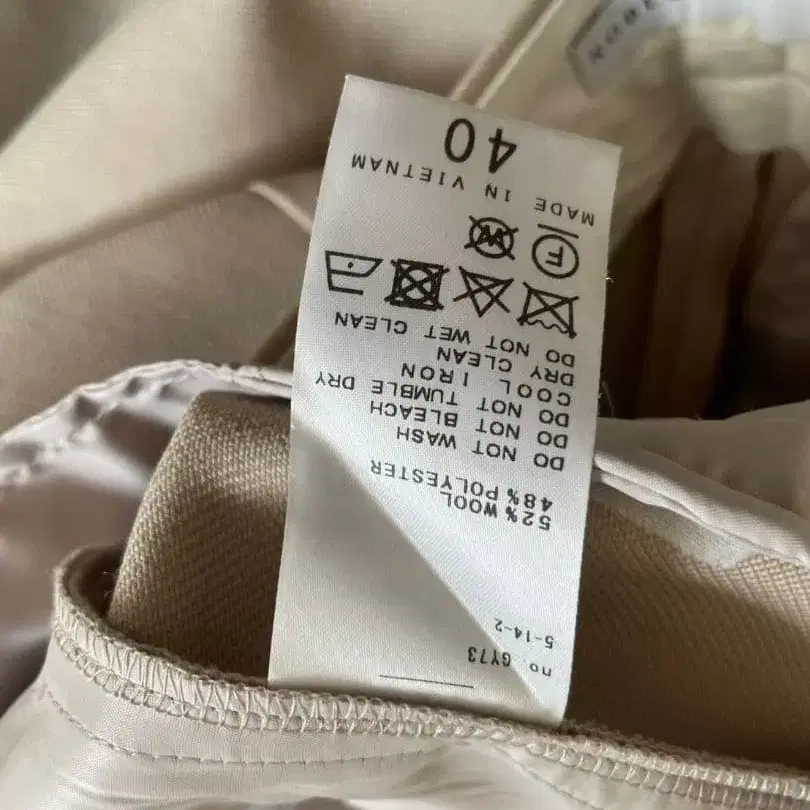 no. GY73
5-14-2
52% WOOL
48% POLYESTER
DO NOT WASH
DO NOT BLEACH
DO NOT TUMBLE DRY
COOL IRON
DRY CLEAN
DO NOT WET CLEAN
F W
MADE IN VIETNAM
40